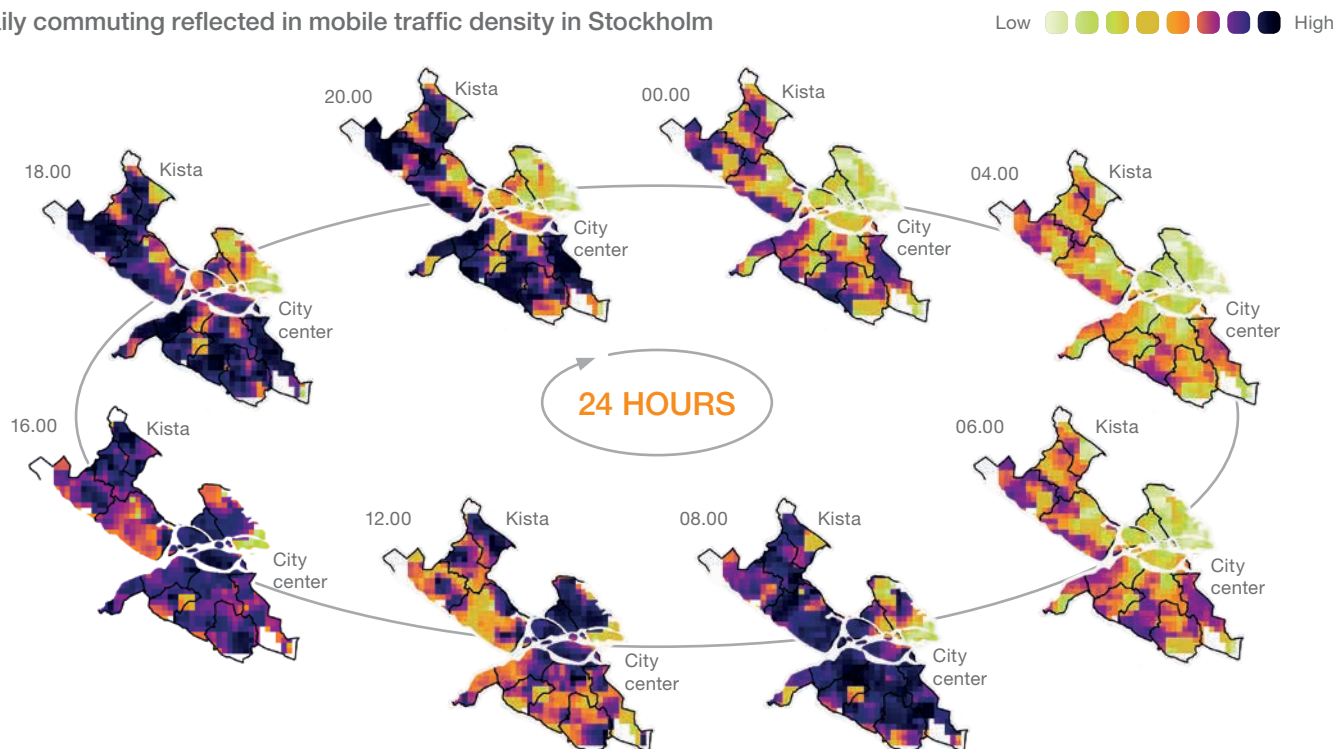 ily commuting reflected in mobile traffic density in Stockholm
Low
High
20.00
Kista
City
center
00.00
Kista
City
center
04.00
Kista
City
center
06.00
Kista
City
center
08.00
Kista
City
center
12.00
Kista
City
center
16.00
Kista
City
center
18.00
Kista
City
center
24 HOURS